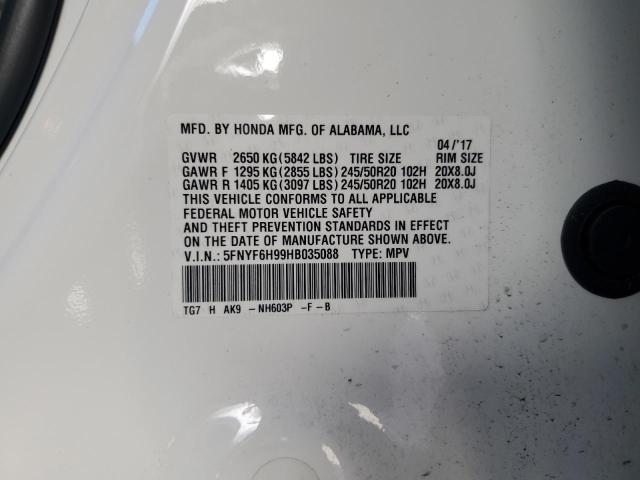 MFD. BY HONDA MFG. OF ALABAMA, LLC
04/'17
GVWR 2650 KG(5842 LBS) TIRE SIZE RIM SIZE
GAWR F 1295 KG(2855 LBS)245/50R20 102H 20X8.0J
GAWR R 1405 KG(3097 LBS)245/50R20 102H 20X8.0J
THIS VEHICLE CONFORMS TO ALL APPLICABLE
FEDERAL MOTOR VEHICLE SAFETY
AND THEFT PREVENTION STANDARDS IN EFFECT
ON THE DATE OF MANUFACTURE SHOWN ABOVE.
V.I.N.: 5FNYF6H99HB035088 TYPE: MPV
TG7 H AK9 -NH603P -F-B